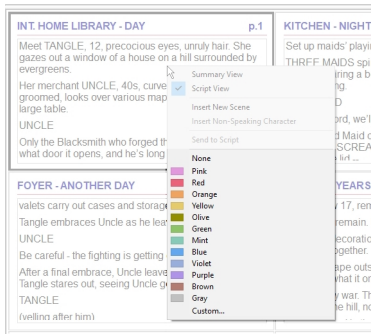 INT. HOME LIBRARY - DAY p.1
Meet TANGLE, 12, precocious eyes, unruly hair. She
gazes out a window of a house on a hill surrounded by
evergreens.
Her merchant UNCLE, 40s, curve
groomed, looks over various map
large table.
UNCLE
Only the Blacksmith who forged th
what door it opens, and he's long
KITCHEN - NIGHT
Set up maids' playi
THREE MAIDS
ring a b
ng.
D
ord, we'l
Maid
SCREA
lid
Summary View
Script View
Insert New Scene
Insert Non-Speaking Character
Send to Script
None
Pink
Red
Orange
Yellow
Olive
Green
Mint
Blue
Violet
Purple
Brown
Gray
Custom...
FOYER - ANOTHER DAY
valets carry out cases and storag
Tangle embraces Uncle as he leav
UNCLE
Be careful - the fighting is getting
After a final embrace, Uncle leave
Tangle stares out, seeing Uncle g
TANGLE
(yelling after him)
YEARS
17, rem
remain.
ecoratio
ogether.
ape outs
what it or
war. Th
he hill, no